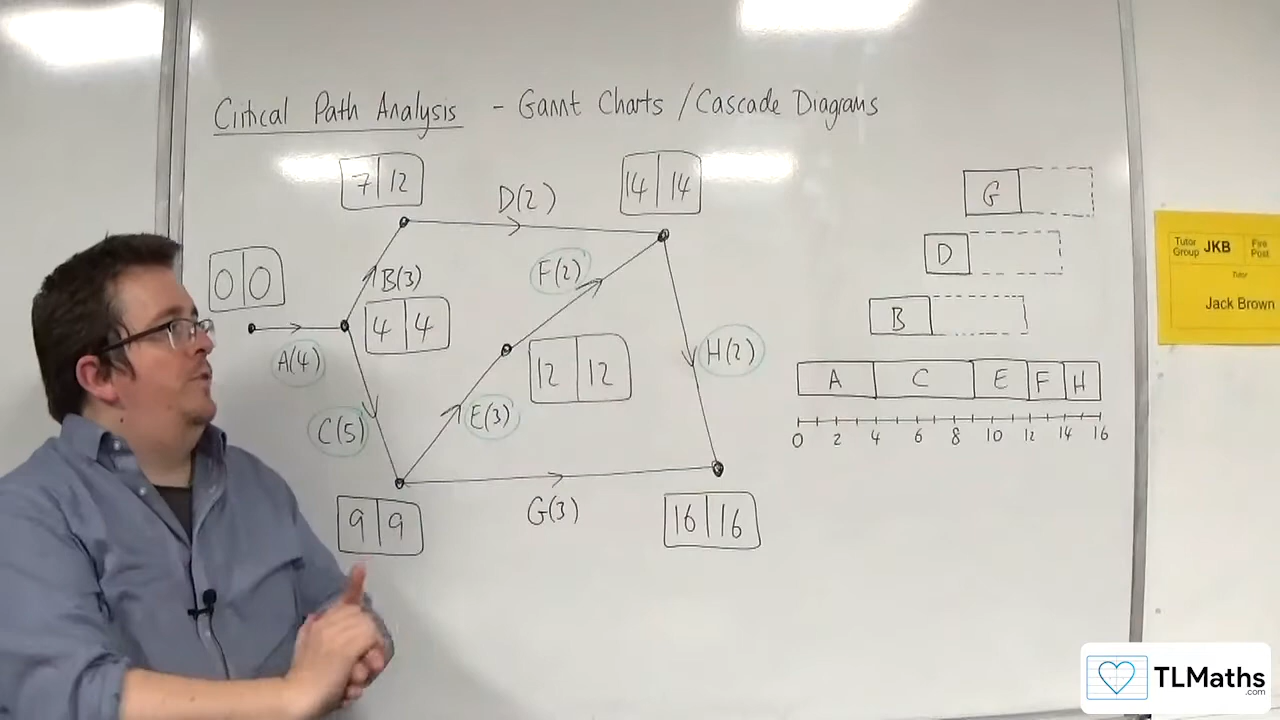 Critical Path Analysis - Gannt Charts / Cascade Diagrams
7 | 12
14 | 14
D(2)
G
Tutor Group JKB Fire Post
Tutor
Jack Brown
D
F(2)
B(3)
0 | 0
4 | 4
B
A(4)
H(2)
12 | 12
A C E F H
E(3)
C(5)
0 2 4 6 8 10 12 14 16
G(3)
9 | 9
16 | 16
TLMaths
.com